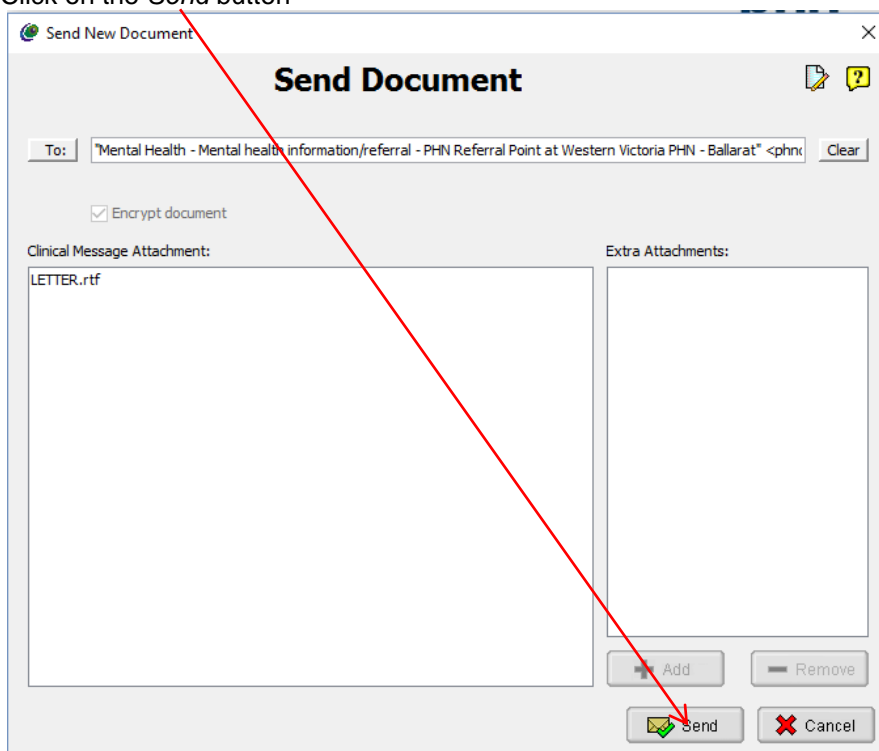 Click on the Send button
Send New Document
Send Document
To: "Mental Health - Mental health information/referral - PHN Referral Point at Western Victoria PHN - Ballarat" <phnc Clear
Encrypt document
Clinical Message Attachment: Extra Attachments:
LETTER.rtf
Add Remove
Send Cancel